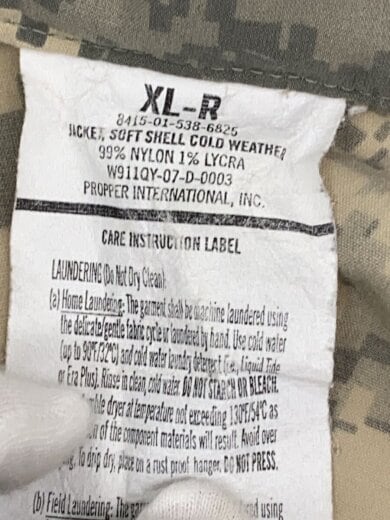 XL-R
8415-01-538-6825
JACKET, SOFT SHELL COLD WEATHER
99% NYLON 1% LYCRA
W911QY-07-D-0003
PROPPER INTERNATIONAL, INC.
CARE INSTRUCTION LABEL
LAUNDERING (Do Not Dry Clean):
(a) Home Laundering: The garment shall be machine laundered using
the delicate/gentle fabric cycle or laundered by hand. Use cold water
(up to 90°F/32°C) and cold water laundry detergent (i.e., Liquid Tide
or Era Plus). Rinse in clean, cold water. DO NOT STARCH OR BLEACH.
dryer at temperature not exceeding 130°F/54°C as
of the component materials will result. Avoid over
To drip dry, place on a rust proof hanger. DO NOT PRESS.
(b) Field Laundering: The using